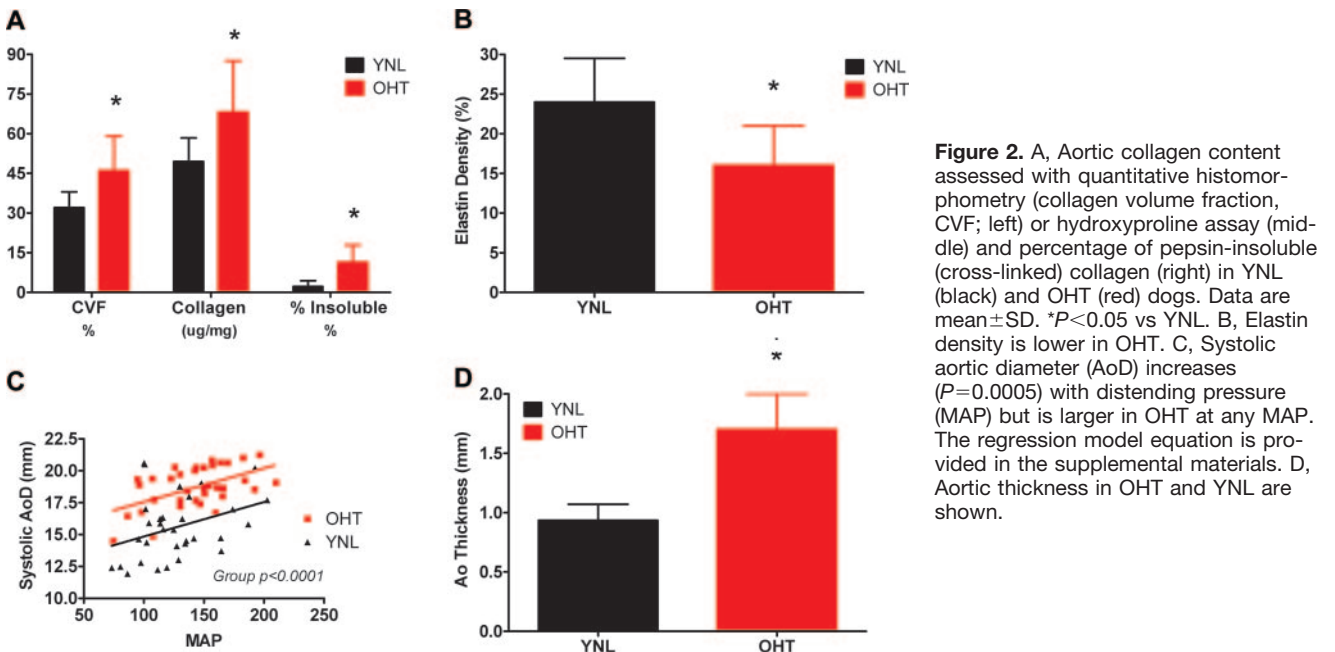 A
*
*
*
YNL
OHT
90
75
60
45
30
15
0
CVF
Collagen
% Insoluble
%
(ug/mg)
%
B
YNL
OHT
*
Elastin Density (%)
30
25
20
15
10
5
0
YNL
OHT
C
Systolic AoD (mm)
22.5
20.0
17.5
15.0
12.5
10.0
OHT
YNL
Group p<0.0001
50
100
150
200
250
MAP
D
YNL
OHT
*
Ao Thickness (mm)
2.0
1.5
1.0
0.5
0.0
YNL
OHT
Figure 2. A, Aortic collagen content
assessed with quantitative histomor-
phometry (collagen volume fraction,
CVF; left) or hydroxyproline assay (mid-
dle) and percentage of pepsin-insoluble
(cross-linked) collagen (right) in YNL
(black) and OHT (red) dogs. Data are
mean±SD. *P<0.05 vs YNL. B, Elastin
density is lower in OHT. C, Systolic
aortic diameter (AoD) increases
(P=0.0005) with distending pressure
(MAP) but is larger in OHT at any MAP.
The regression model equation is pro-
vided in the supplemental materials. D,
Aortic thickness in OHT and YNL are
shown.